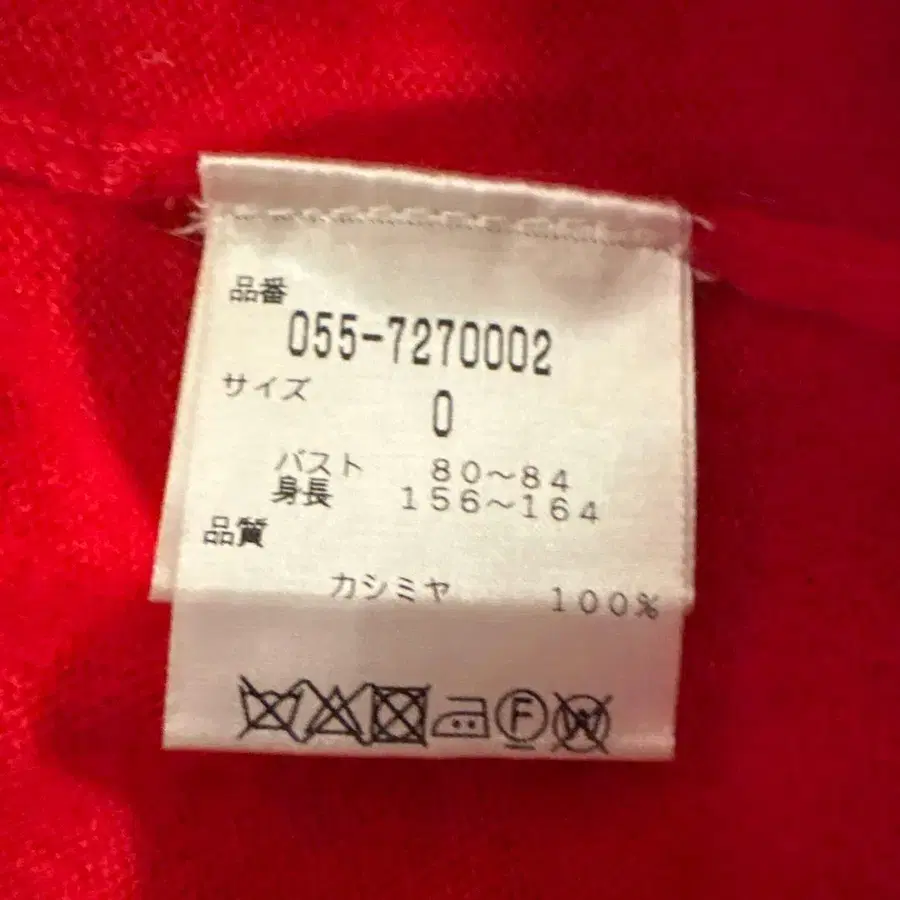 品番
055-7270002
サイズ
0
バスト 80～84
身長 156～164
品質
カシミヤ 100%
F W